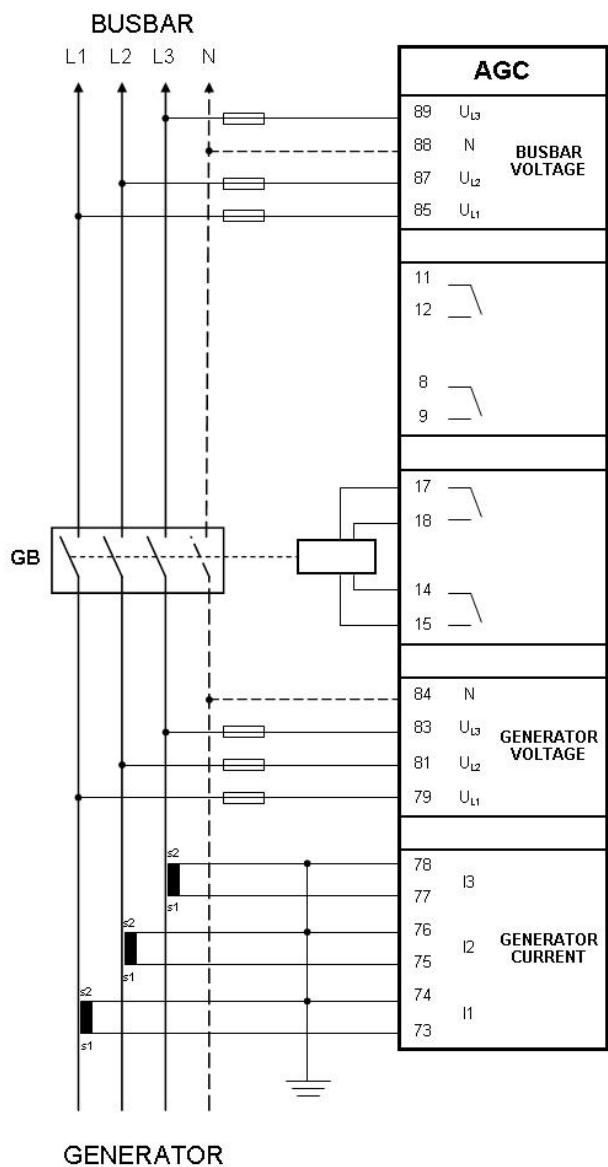 BUSBAR
L1 L2 L3 N
AGC
89 UL3
88 N
87 UL2
85 UL1
BUSBAR
VOLTAGE
11
12
8
9
17
18
GB
14
15
84 N
83 UL3
81 UL2
79 UL1
GENERATOR
VOLTAGE
s2
s1
78
77
I3
s2
s1
76
75
I2
GENERATOR
CURRENT
s2
s1
74
73
I1
GENERATOR